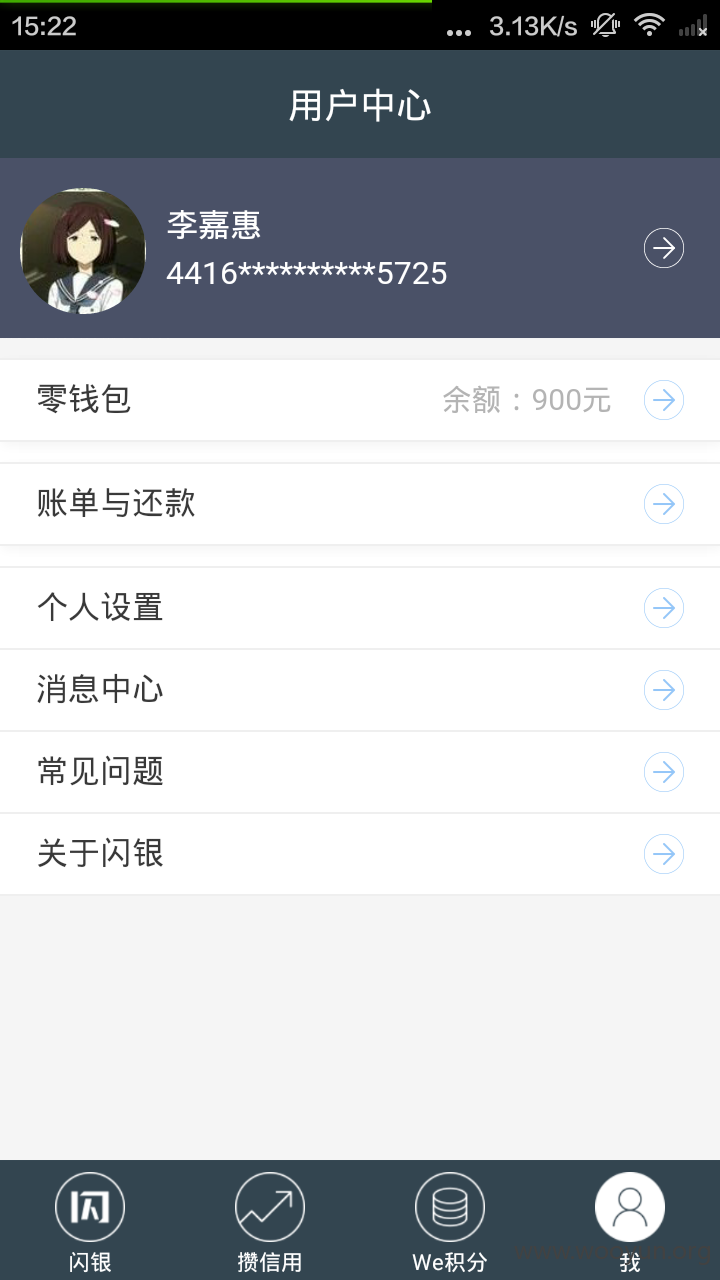 15:22 ... 3.13K/s
用户中心
李嘉惠
4416**********5725
零钱包 余额：900元
账单与还款
个人设置
消息中心
常见问题
关于闪银
闪
闪银 攒信用 We积分 我